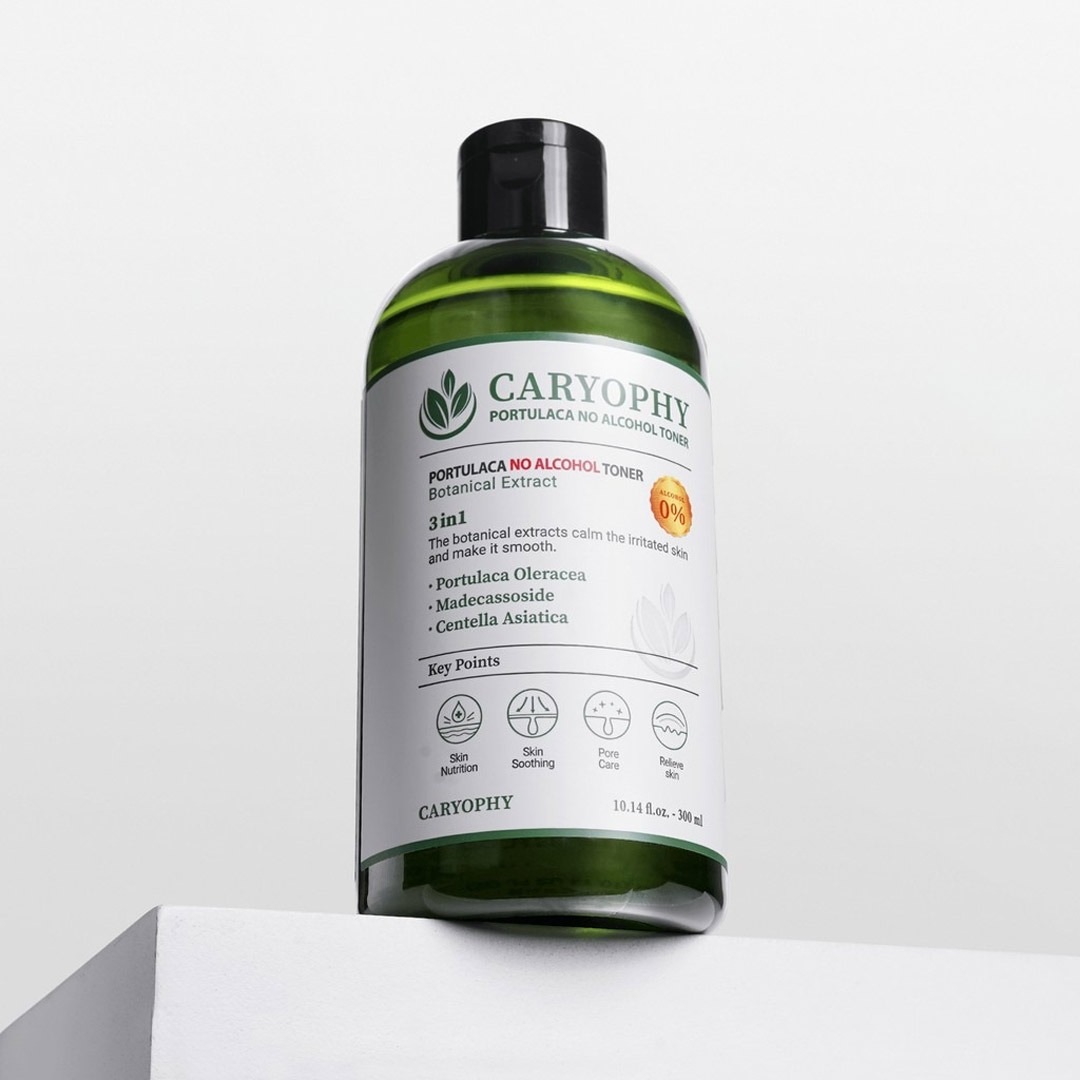 CARYOPHY
PORTULACA NO ALCOHOL TONER
PORTULACA NO ALCOHOL TONER
Botanical Extract
ALCOHOL
0%
3 in1
The botanical extracts calm the irritated skin
and make it smooth.
· Portulaca Oleracea
· Madecassoside
· Centella Asiatica
Key Points
Skin
Nutrition
Skin
Soothing
Pore
Care
Relieve
skin
CARYOPHY
10.14 fl.oz. - 300 ml